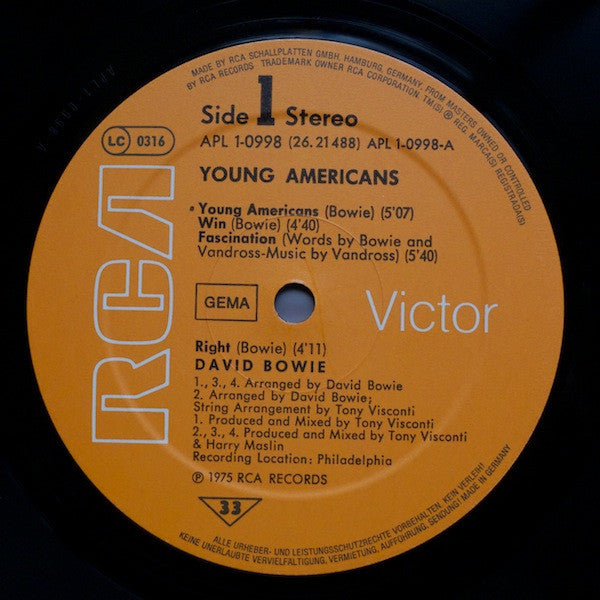 MADE BY RCA SCHALLPLATTEN GMBH, HAMBURG, GERMANY, FROM MASTERS OWNED OR CONTROLLED
BY RCA RECORDS TRADEMARK OWNER RCA CORPORATION. TM(S) ® REG. MARCA(S) REGISTRADA(S)
Side 1 Stereo
LC 0316
APL 1-0998 (26.21488) APL 1-0998-A
YOUNG AMERICANS
RCA
Young Americans (Bowie) (5'07)
Win (Bowie) (4'40)
Fascination (Words by Bowie and
Vandross-Music by Vandross) (5'40)
GEMA
Victor
Right (Bowie) (4'11)
DAVID BOWIE
1., 3., 4. Arranged by David Bowie
2. Arranged by David Bowie;
String Arrangement by Tony Visconti
1. Produced and Mixed by Tony Visconti
2., 3., 4. Produced and Mixed by Tony Visconti
& Harry Maslin
Recording Location: Philadelphia
℗ 1975 RCA RECORDS
33
ALLE URHEBER- UND LEISTUNGSSCHUTZRECHTE VORBEHALTEN. KEIN VERLEIH!
KEINE UNERLAUBTE VERVIELFÄLTIGUNG, VERMIETUNG, AUFFÜHRUNG, SENDUNG! MADE IN GERMANY